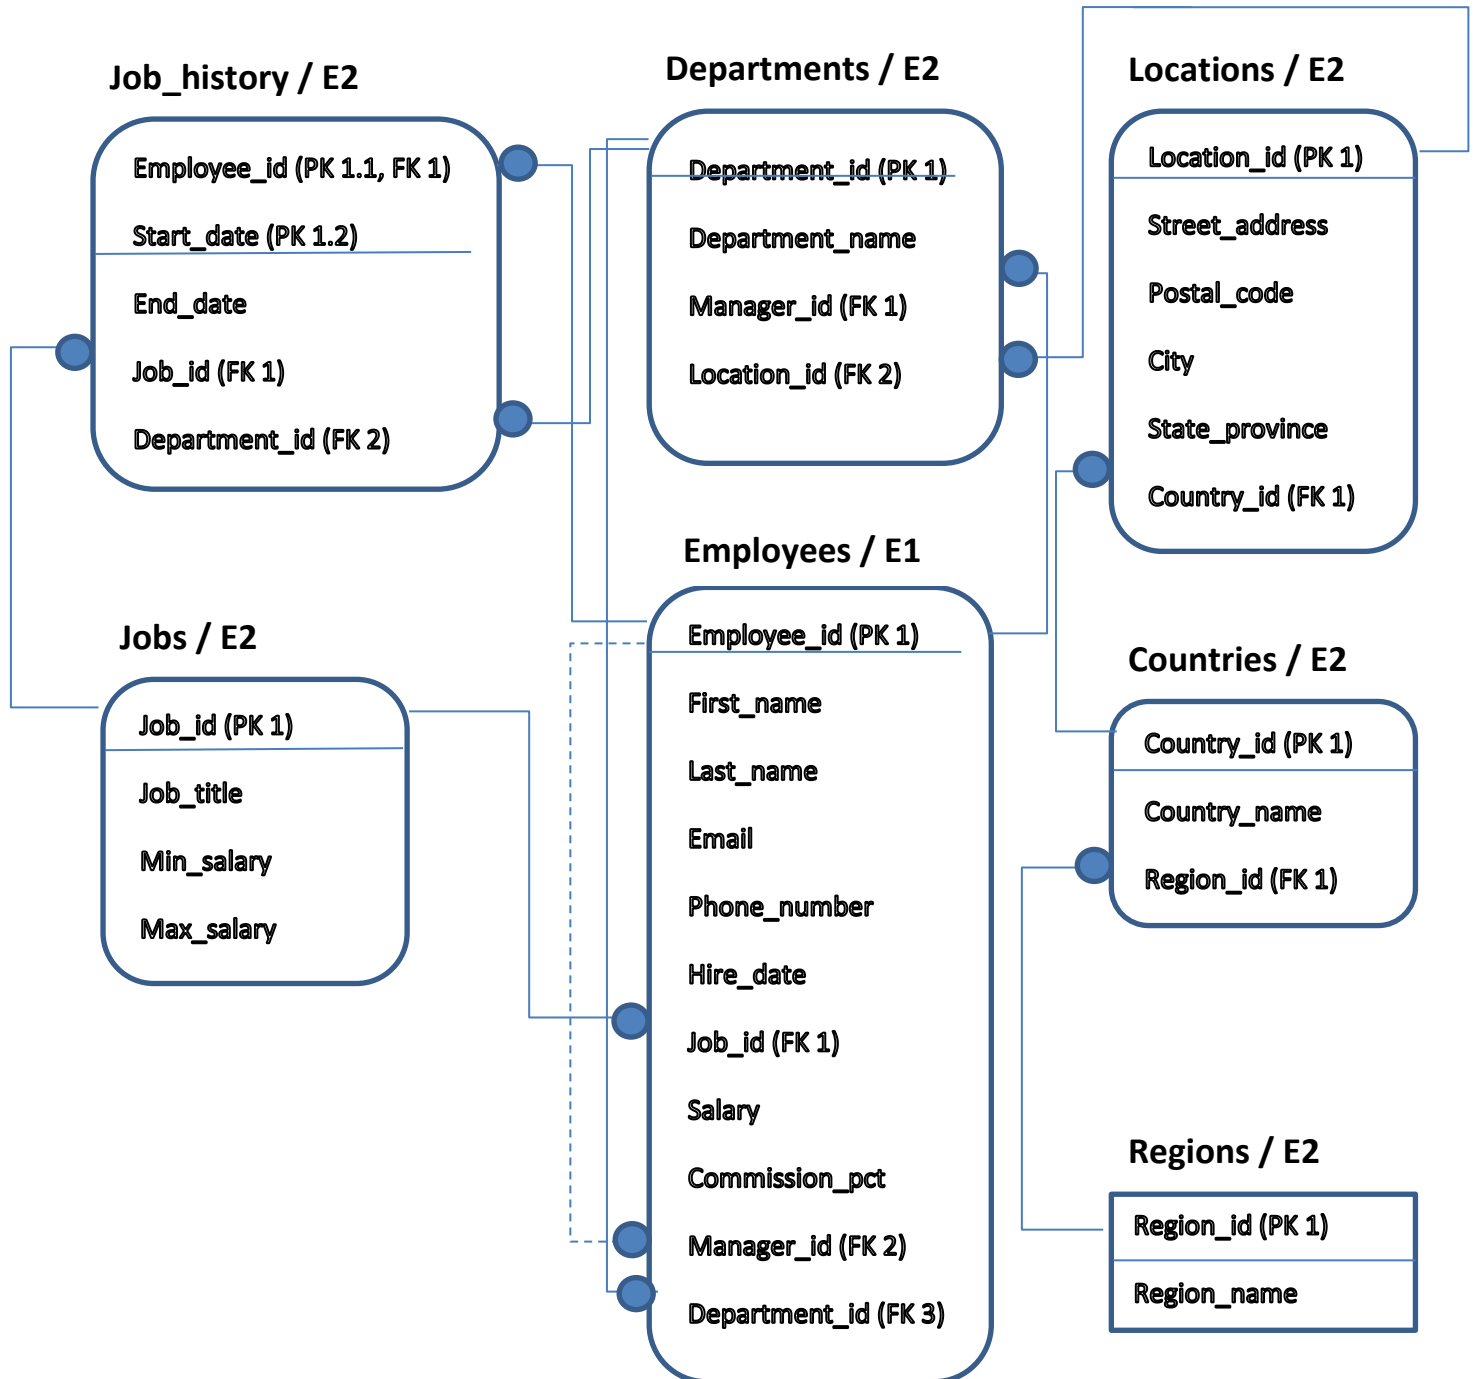 Job_history / E2
Employee_id (PK 1.1, FK 1)
Start_date (PK 1.2)
End_date
Job_id (FK 1)
Department_id (FK 2)
Departments / E2
Department_id (PK 1)
Department_name
Manager_id (FK 1)
Location_id (FK 2)
Locations / E2
Location_id (PK 1)
Street_address
Postal_code
City
State_province
Country_id (FK 1)
Jobs / E2
Job_id (PK 1)
Job_title
Min_salary
Max_salary
Employees / E1
Employee_id (PK 1)
First_name
Last_name
Email
Phone_number
Hire_date
Job_id (FK 1)
Salary
Commission_pct
Manager_id (FK 2)
Department_id (FK 3)
Countries / E2
Country_id (PK 1)
Country_name
Region_id (FK 1)
Regions / E2
Region_id (PK 1)
Region_name